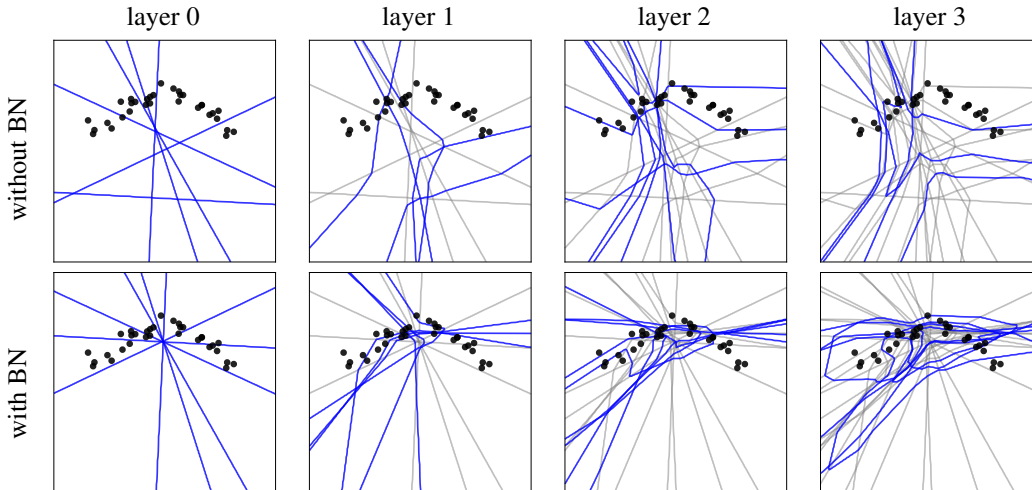 layer 0
layer 1
layer 2
layer 3
without BN
with BN